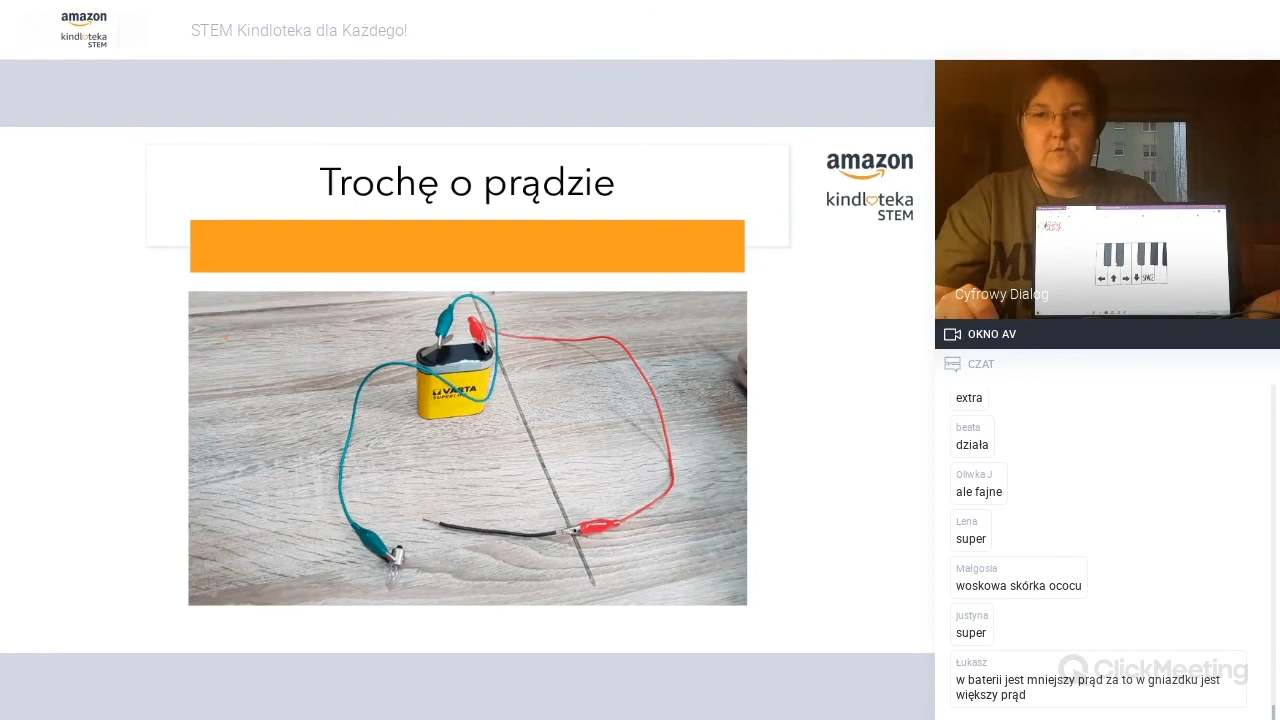 amazon
kindloteka
STEM
STEM Kindloteka dla Każdego!
Trochę o prądzie
amazon
kindloteka
STEM
VARTA
SUPERLIFE
SPACE
Cyfrowy Dialog
OKNO AV
CZAT
extra
beata
działa
Oliwka J
ale fajne
Lena
super
Małgosia
woskowa skórka ococu
justyna
super
Łukasz
w baterii jest mniejszy prąd za to w gniazdku jest
większy prąd
ClickMeeting